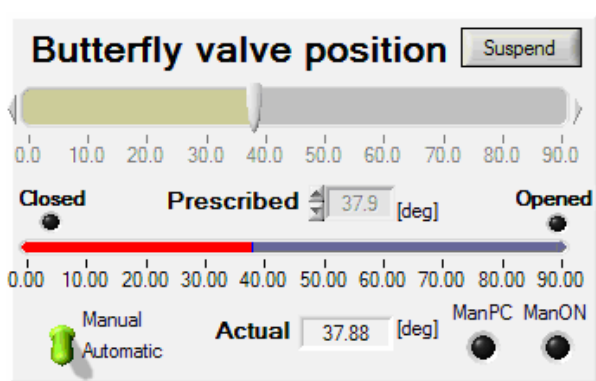 Butterfly valve position Suspend
0.0 10.0 20.0 30.0 40.0 50.0 60.0 70.0 80.0 90.0
Closed Prescribed 37.9 [deg] Opened
0.00 10.00 20.00 30.00 40.00 50.00 60.00 70.00 80.00 90.00
Manual Actual 37.88 [deg] ManPC ManON
Automatic